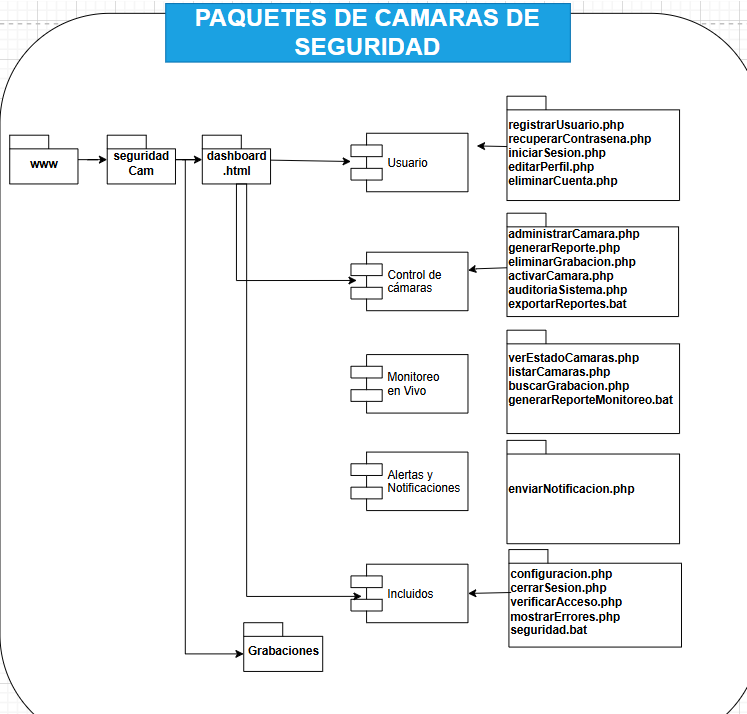 PAQUETES DE CAMARAS DE
SEGURIDAD
www
seguridad
Cam
dashboard
.html
Usuario
registrarUsuario.php
recuperarContrasena.php
iniciarSesion.php
editarPerfil.php
eliminarCuenta.php
Control de
cámaras
administrarCamara.php
generarReporte.php
eliminarGrabacion.php
activarCamara.php
auditoriaSistema.php
exportarReportes.bat
Monitoreo
en Vivo
verEstadoCamaras.php
listarCamaras.php
buscarGrabacion.php
generarReporteMonitoreo.bat
Alertas y
Notificaciones
enviarNotificacion.php
Incluidos
configuracion.php
cerrarSesion.php
verificarAcceso.php
mostrarErrores.php
seguridad.bat
Grabaciones